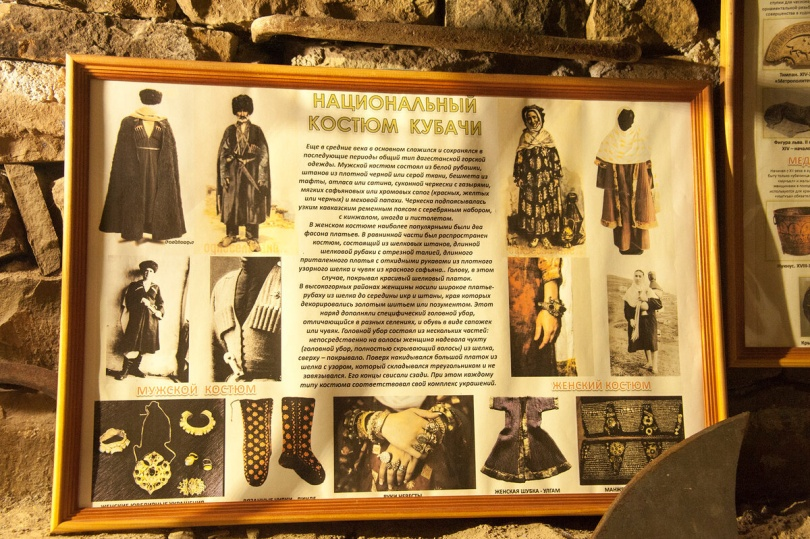 НАЦИОНАЛЬНЫЙ
КОСТЮМ КУБАЧИ
Еще в средние века в основном сложился и сохранялся в
последующие периоды общий тип дагестанской горской
одежды. Мужской костюм состоял из белой рубашки,
штанов из плотной черной или серой ткани, бешмета из
тафты, атласа или сатина, суконной черкески с газырями,
мягких сафьяновых или хромовых сапог (красных, желтых
или черных) и меховой папахи. Черкеска подпоясывалась
узким кавказским ременным поясом с серебряным набором,
с кинжалом, иногда и пистолетом.
В женском костюме наиболее популярными были два
фасона платьев. В равнинной части был распространен
костюм, состоящий из шелковых штанов, длинной
шелковой рубахи с отрезной талией, длинного
приталенного платья с откидными рукавами из плотного
узорного шелка и чувяк из красного сафьяна.. Голову, в этом
случае, покрывал красивый шелковый платок.
В высокогорных районах женщины носили широкое платье-
рубаху из шелка до середины икр и штаны, края которых
декорировались золотым шитьем или позументом. Этот
наряд дополняли специфический головной убор,
отличающийся в разных селениях, и обувь в виде сапожек
или чувяк. Головной убор состоял из нескольких частей:
непосредственно на волосы женщина надевала чухту
(головной убор, полностью скрывающий волосы) из шелка,
сверху – покрывало. Поверх накидывался большой платок из
шелка с узором, который складывался треугольником и не
завязывался. Его концы свисали сзади. При этом каждому
типу костюма соответствовал свой комплекс украшений.
МУЖСКОЙ КОСТЮМ
ЖЕНСКИЙ КОСТЮМ
ЖЕНСКИЕ ЮВЕЛИРНЫЕ УКРАШЕНИЯ
РУКИ НЕВЕСТЫ
ЖЕНСКАЯ ШУБКА - УЛГАМ
Фигура льва.